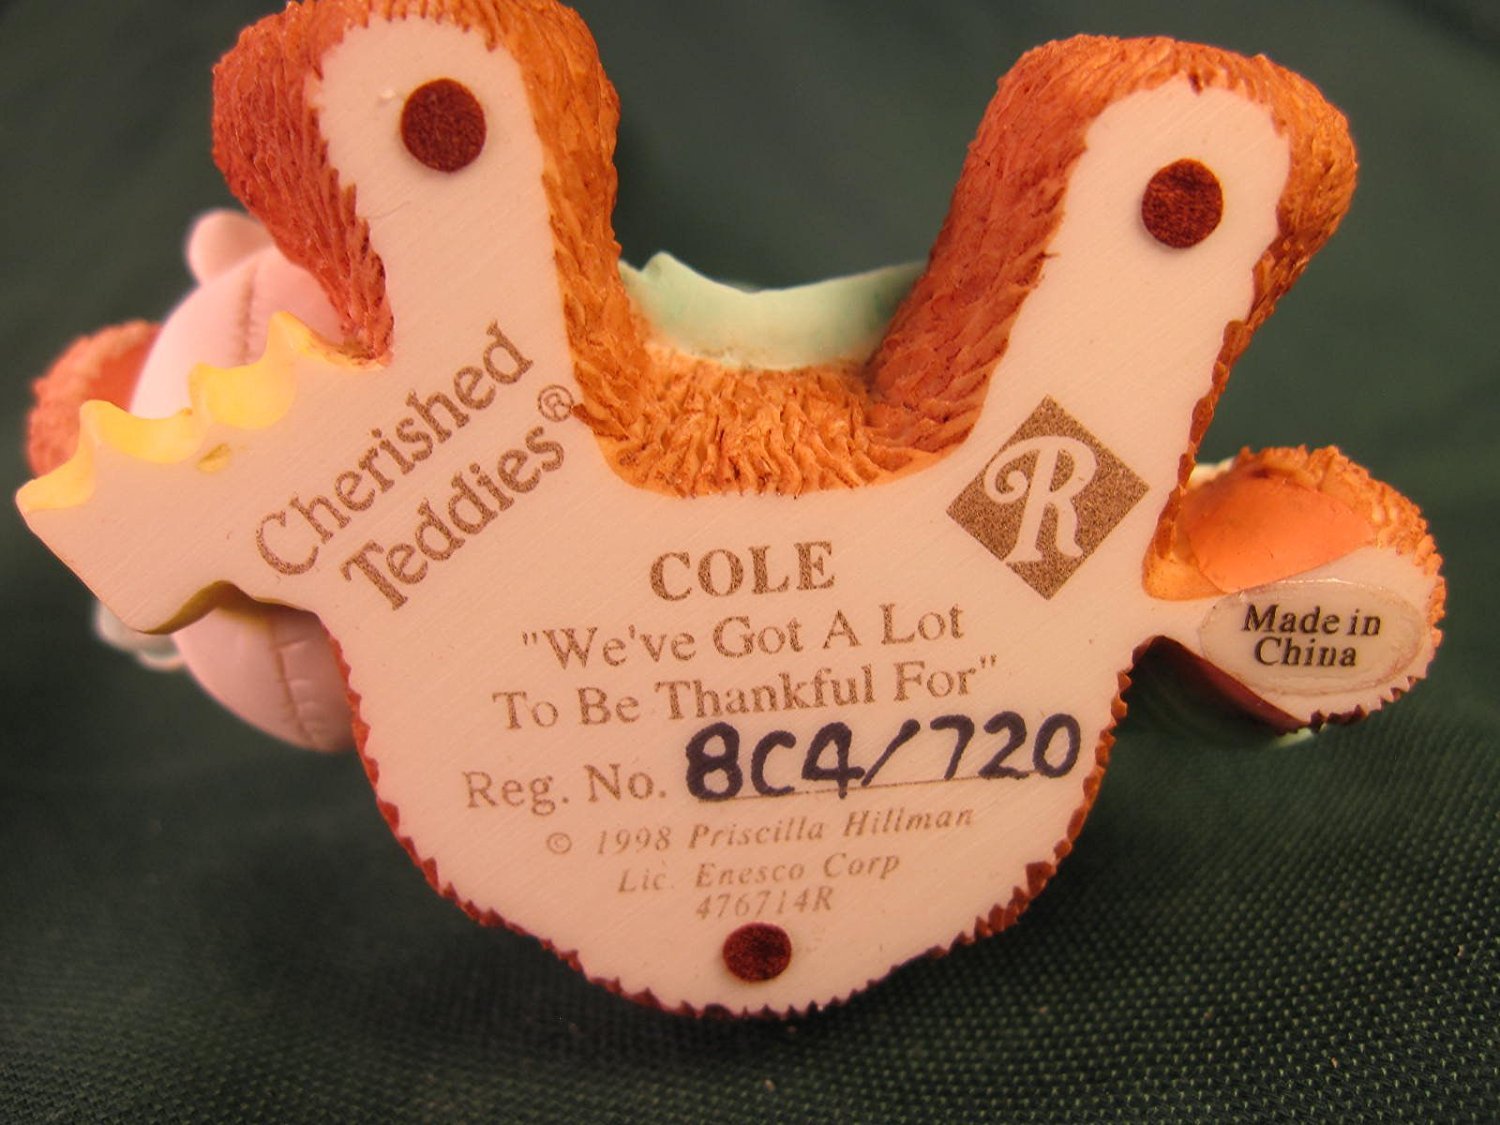 Cherished
Teddies®
R
COLE
"We've Got A Lot
To Be Thankful For"
Reg. No. 8C4/720
© 1998 Priscilla Hillman
Lic. Enesco Corp
476714R
Made in
China